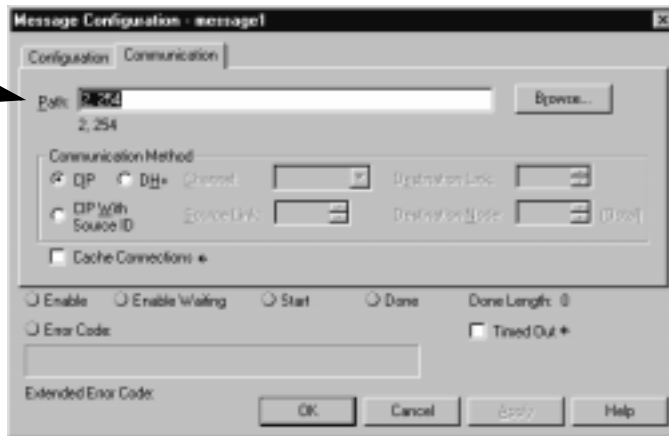 Message Configuration - message1
Configuration Communication
Path: 2, 254 Browse...
2, 254
Communication Method
CIP DH+ Channel: Destination Link:
CIP With Source ID Source Link: Destination Node: (Octal)
Cache Connections
Enable Enable Waiting Start Done Done Length: 0
Error Code: Timed Out
Extended Error Code:
OK Cancel Apply Help